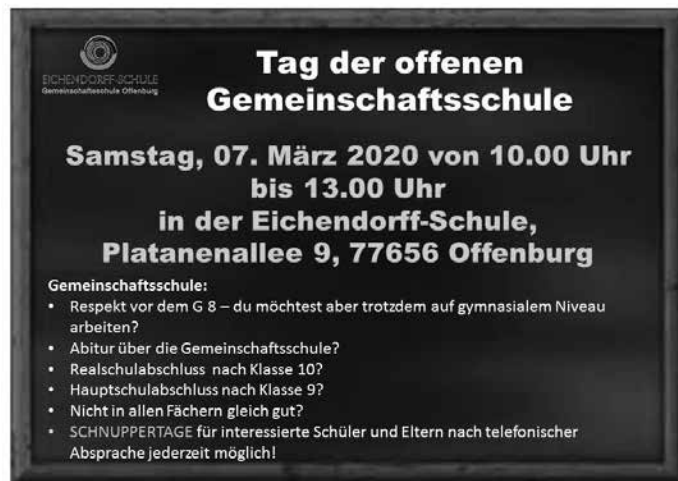 EICHENDORFF-SCHULE
Gemeinschaftsschule Offenburg
Tag der offenen
Gemeinschaftsschule
Samstag, 07. März 2020 von 10.00 Uhr
bis 13.00 Uhr
in der Eichendorff-Schule,
Platanenallee 9, 77656 Offenburg
Gemeinschaftsschule:
• Respekt vor dem G 8 – du möchtest aber trotzdem auf gymnasialem Niveau
arbeiten?
• Abitur über die Gemeinschaftsschule?
• Realschulabschluss nach Klasse 10?
• Hauptschulabschluss nach Klasse 9?
• Nicht in allen Fächern gleich gut?
• SCHNUPPERTAGE für interessierte Schüler und Eltern nach telefonischer
Absprache jederzeit möglich!